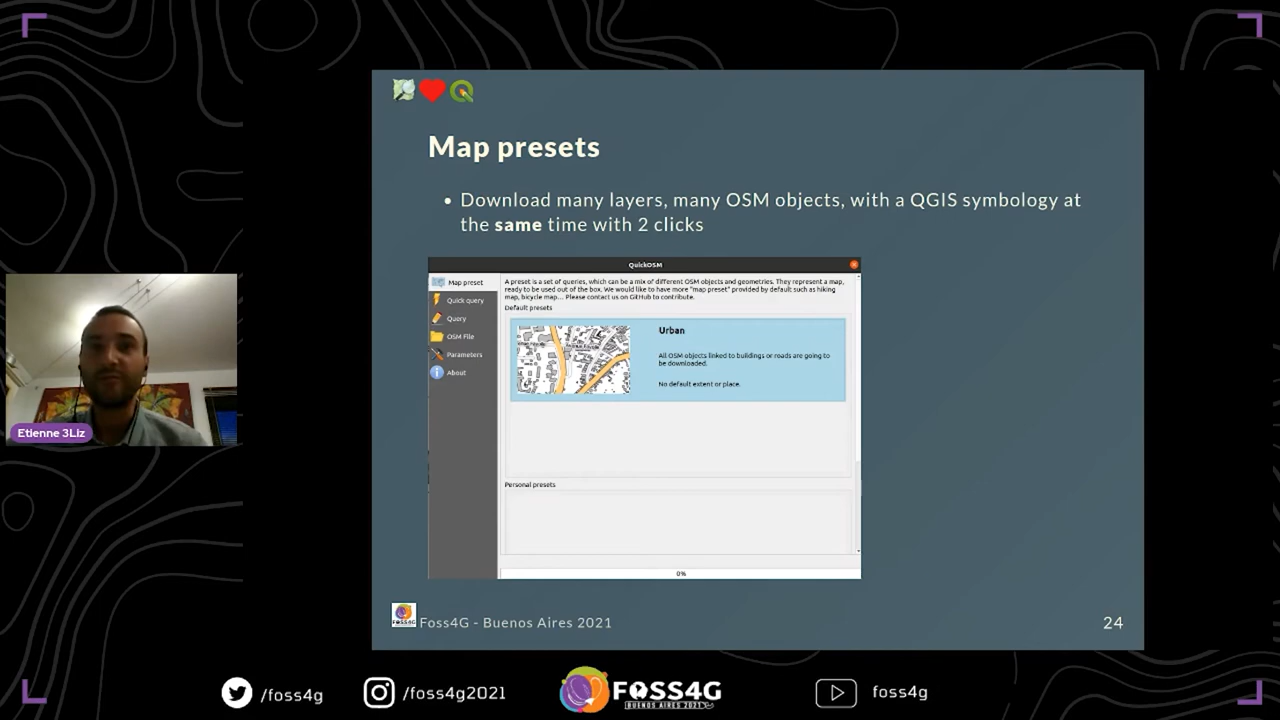 Map presets
• Download many layers, many OSM objects, with a QGIS symbology at
the same time with 2 clicks
QuickOSM
Map preset
Quick query
Query
OSM File
Parameters
About
A preset is a set of queries, which can be a mix of different OSM objects and geometries. They represent a map,
ready to be used out of the box. We would like to have more "map preset" provided by default such as hiking
map, bicycle map... Please contact us on GitHub to contribute.
Default presets
Urban
All OSM objects linked to buildings or roads are going to
be downloaded.
No default extent or place.
Personal presets
0%
Etienne 3Liz
FOSS4G
Foss4G - Buenos Aires 2021
24
/foss4g
/foss4g2021
FOSS4G
BUENOS AIRES 2021
foss4g